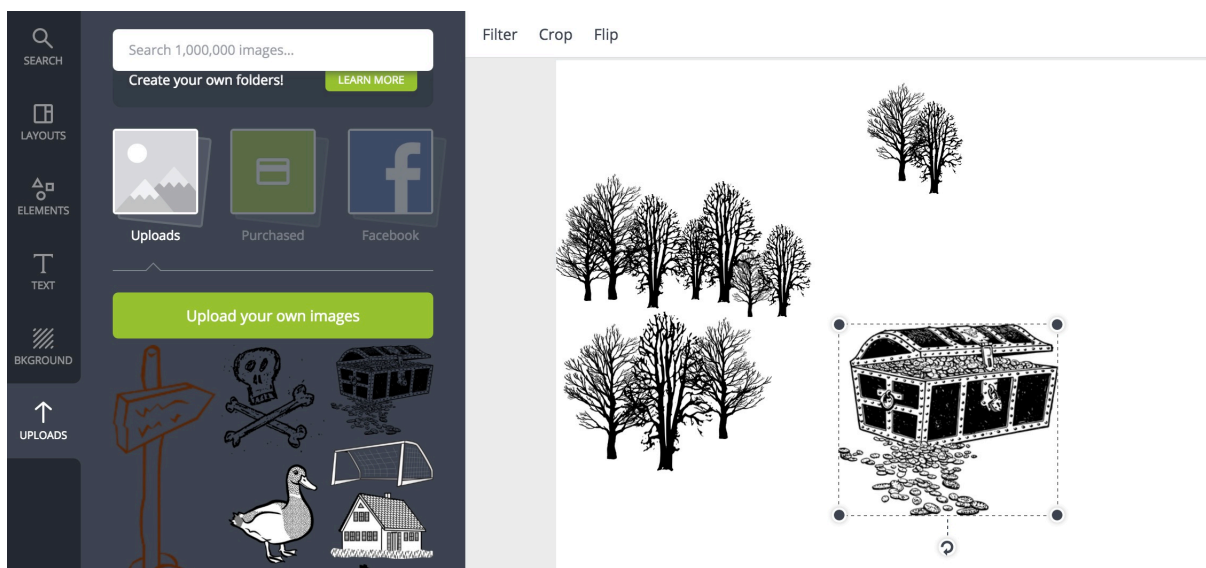 SEARCH
LAYOUTS
ELEMENTS
TEXT
BKGROUND
UPLOADS
Search 1,000,000 images...
Create your own folders!
LEARN MORE
Uploads
Purchased
Facebook
Upload your own images
Filter
Crop
Flip